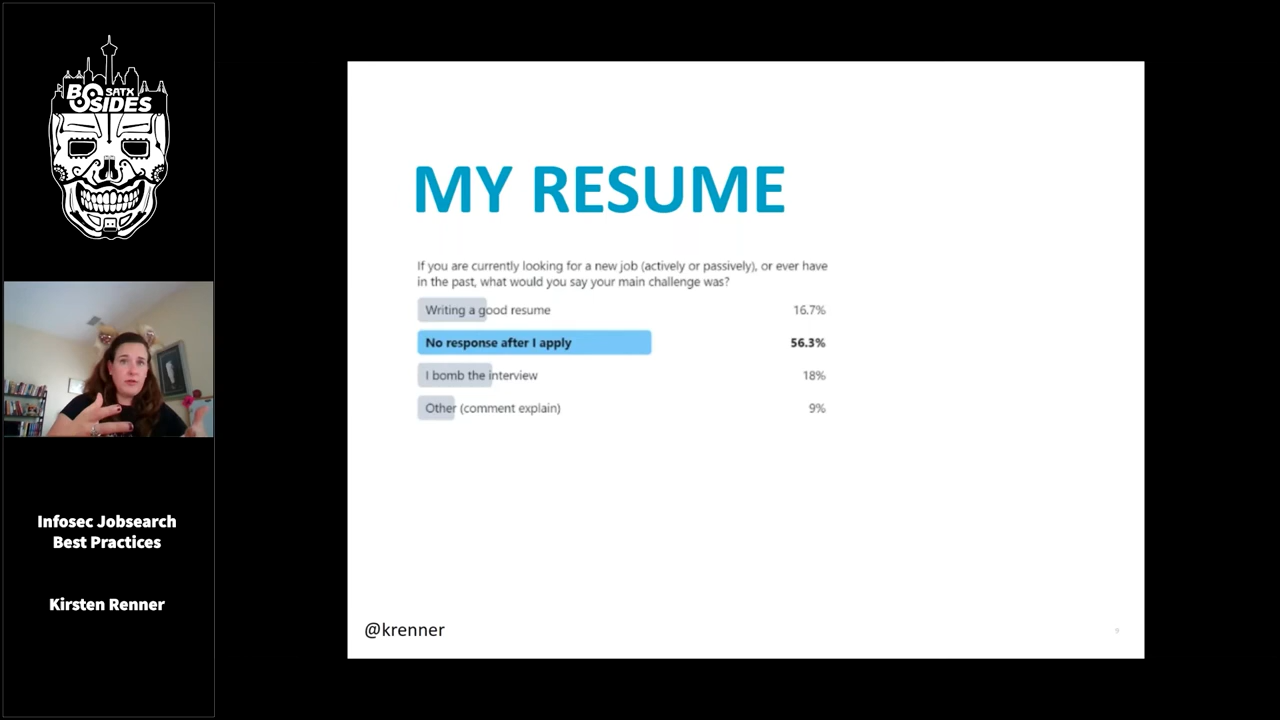 BSIDES SATX
Infosec Jobsearch
Best Practices
Kirsten Renner
MY RESUME
If you are currently looking for a new job (actively or passively), or ever have
in the past, what would you say your main challenge was?
Writing a good resume 16.7%
No response after I apply 56.3%
I bomb the interview 18%
Other (comment explain) 9%
@krenner
9